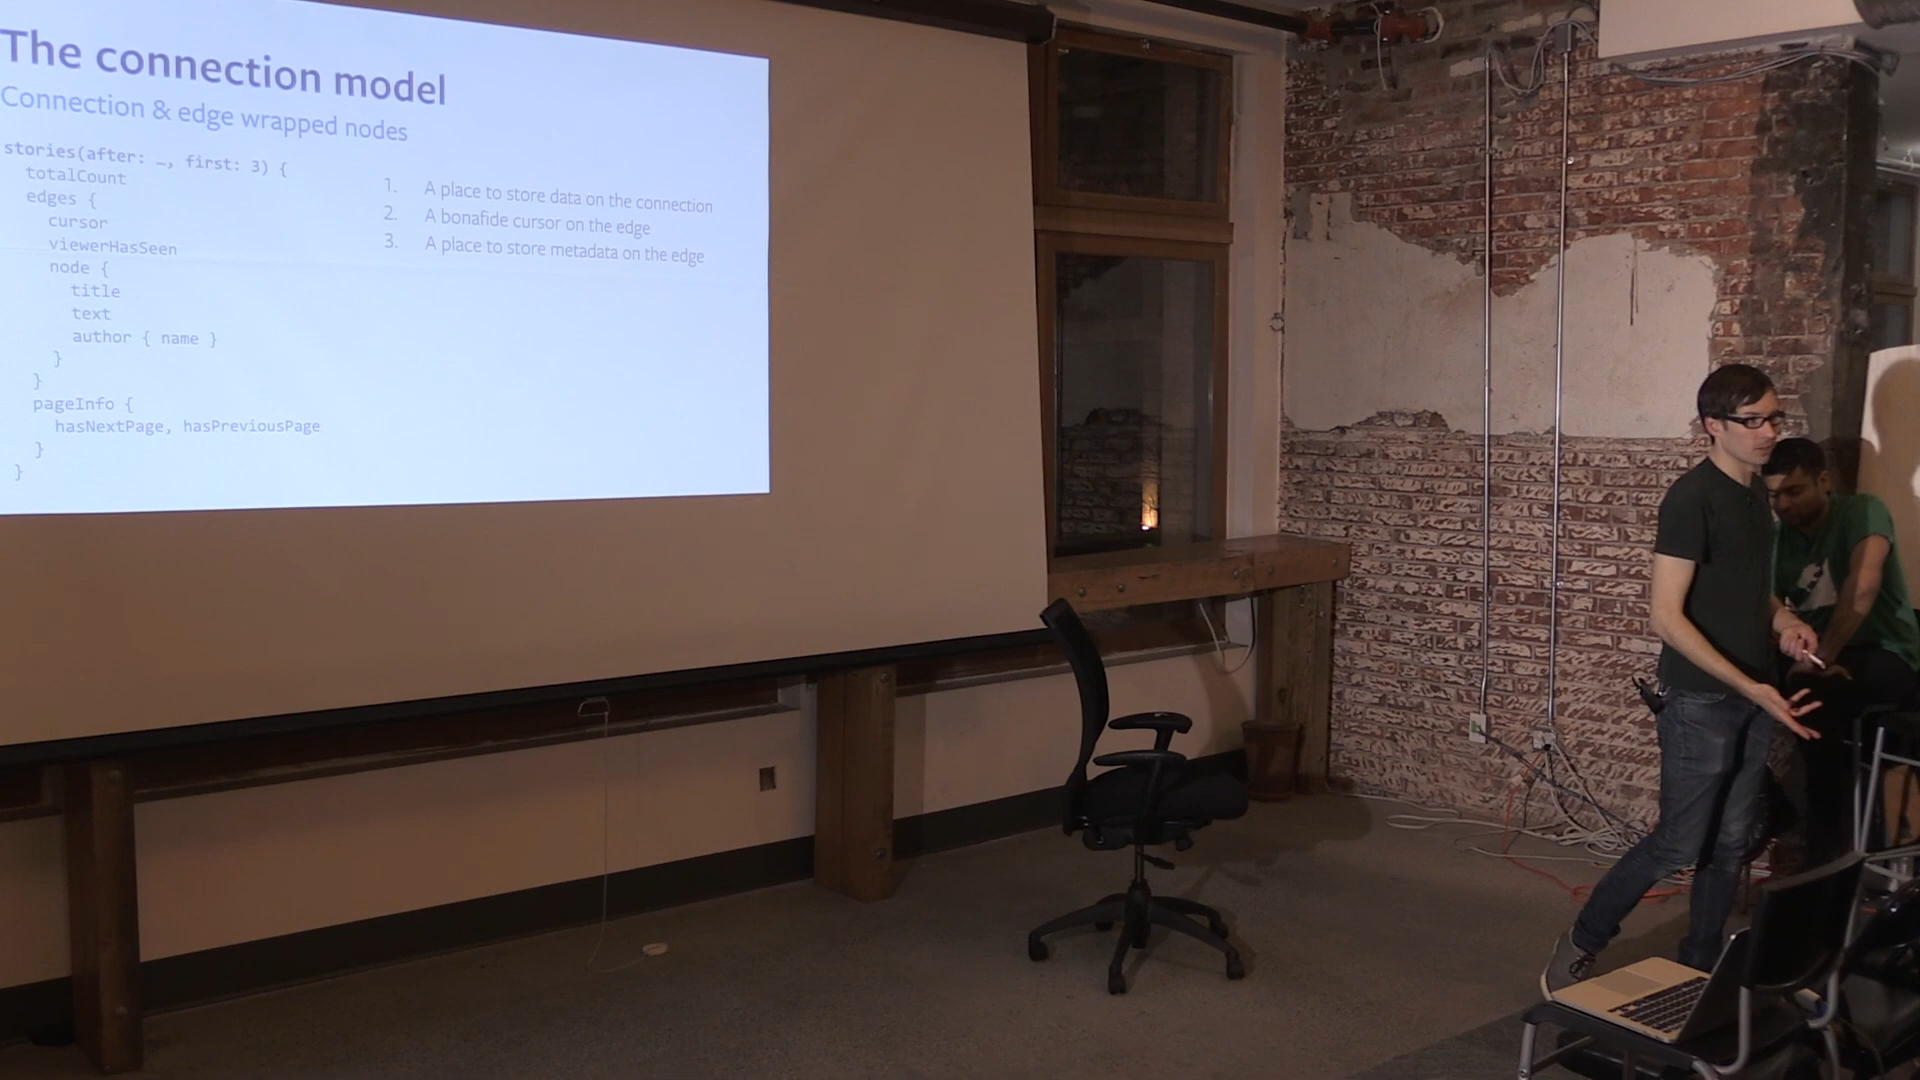 The connection model
Connection & edge wrapped nodes
stories(after: …, first: 3) {
totalCount
edges {
cursor
viewerHasSeen
node {
title
text
author { name }
}
}
pageInfo {
hasNextPage, hasPreviousPage
}
}
1. A place to store data on the connection
2. A bonafide cursor on the edge
3. A place to store metadata on the edge